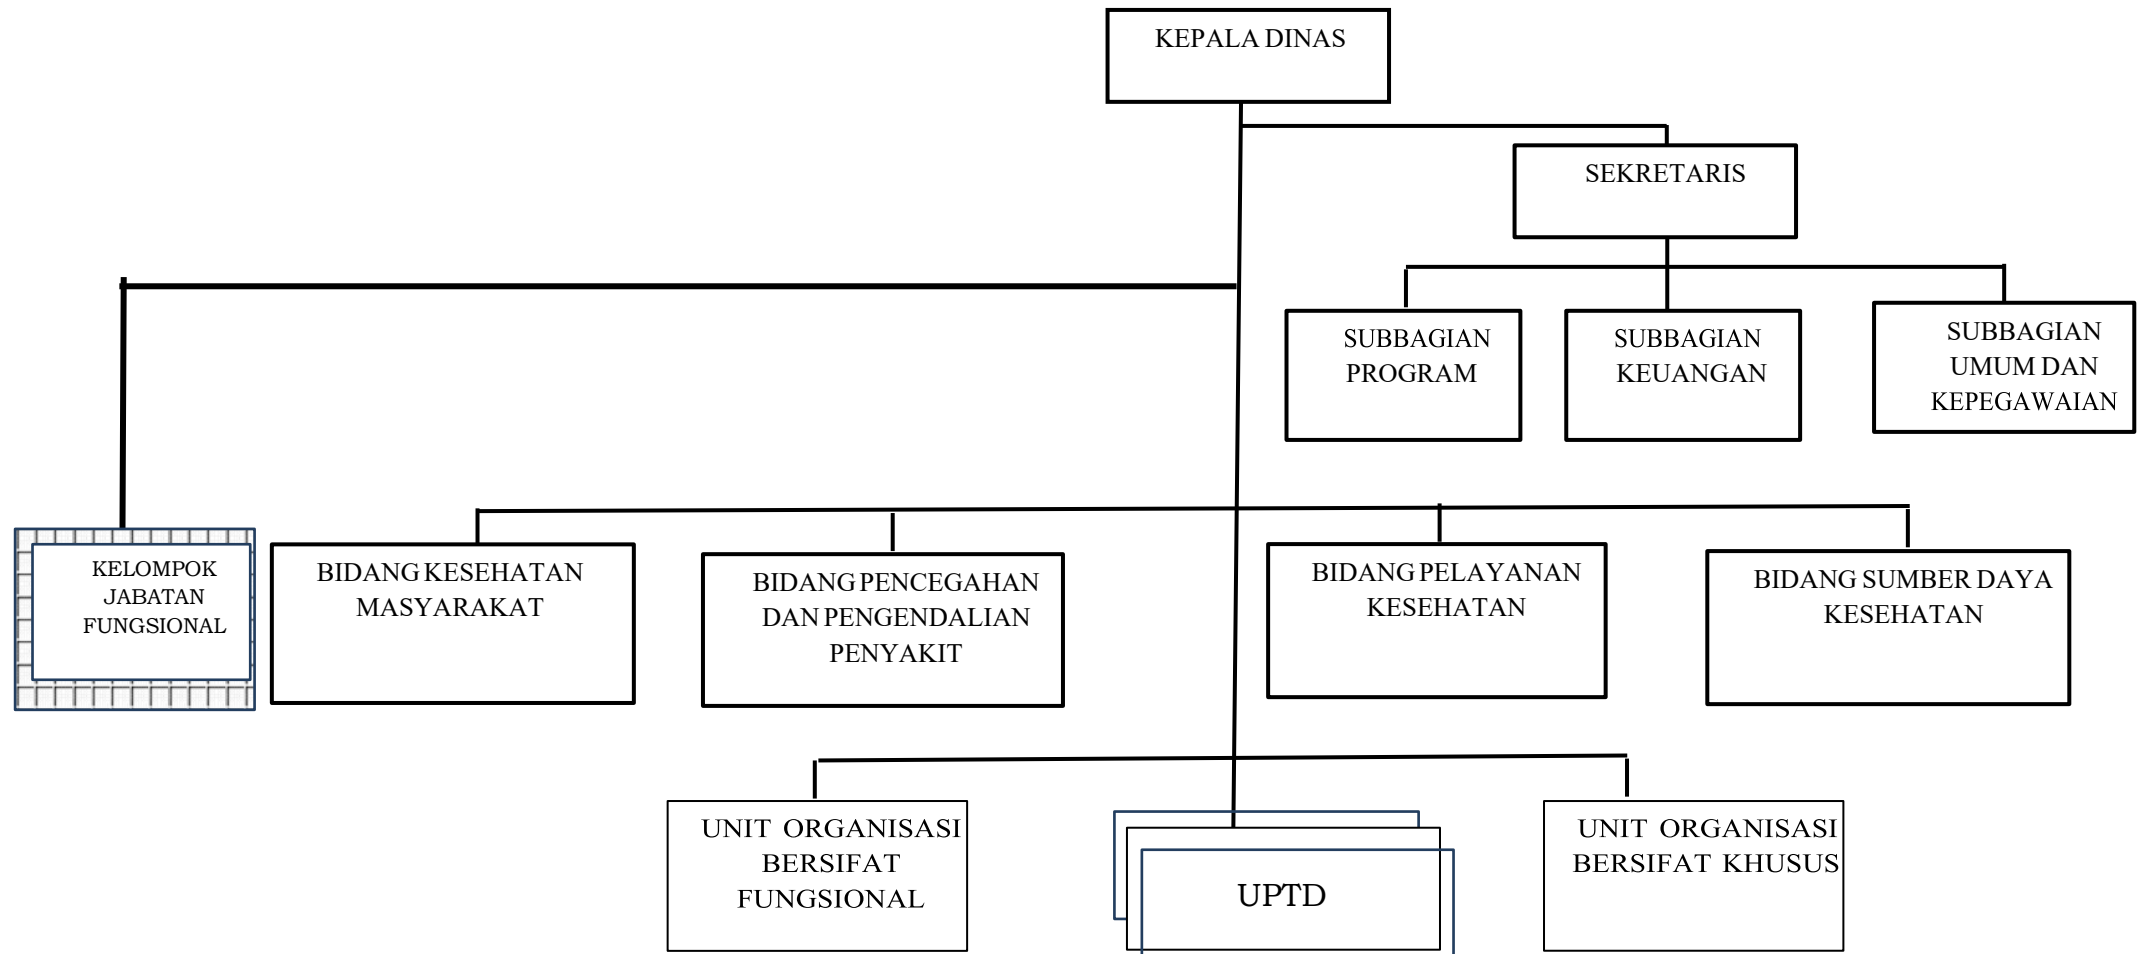 KEPALA DINAS
SEKRETARIS
SUBBAGIAN
PROGRAM
SUBBAGIAN
KEUANGAN
SUBBAGIAN
UMUM DAN
KEPEGAWAIAN
KELOMPOK
JABATAN
FUNGSIONAL
BIDANG KESEHATAN
MASYARAKAT
BIDANG PENCEGAHAN
DAN PENGENDALIAN
PENYAKIT
BIDANG PELAYANAN
KESEHATAN
BIDANG SUMBER DAYA
KESEHATAN
UNIT ORGANISASI
BERSIFAT
FUNGSIONAL
UPTD
UNIT ORGANISASI
BERSIFAT KHUSUS